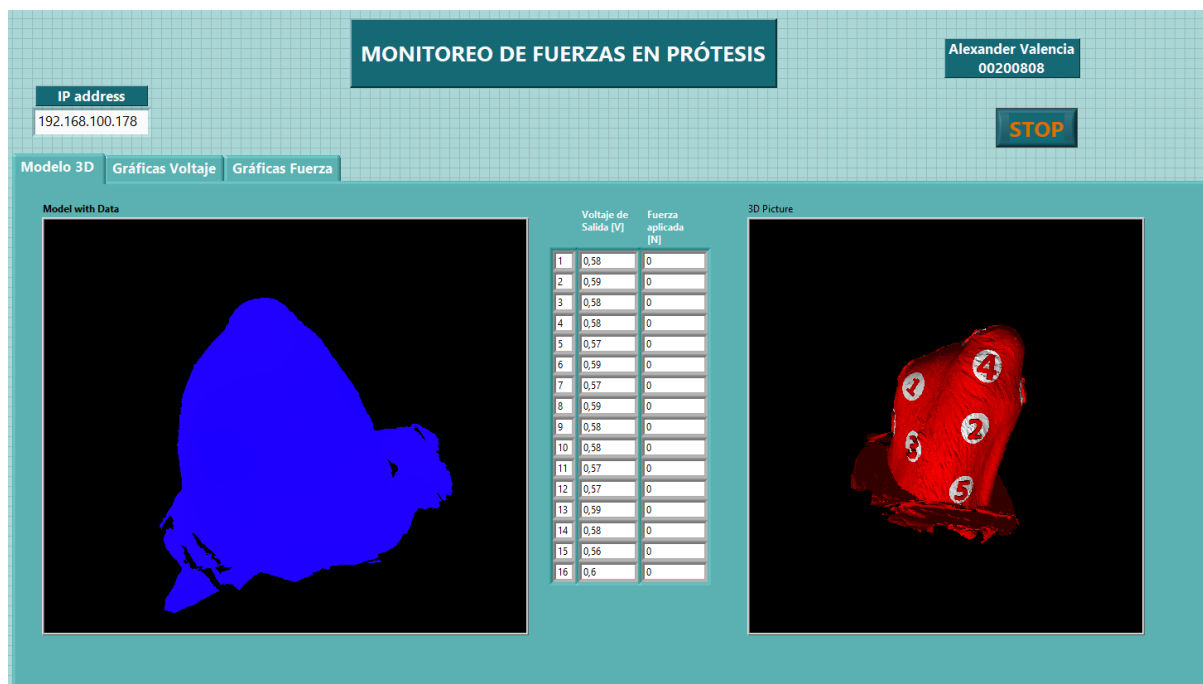 MONITOREO DE FUERZAS EN PRÓTESIS
Alexander Valencia
00200808
IP address
192.168.100.178
STOP
Modelo 3D Gráficas Voltaje Gráficas Fuerza
Model with Data
Voltaje de
Salida [V]
Fuerza
aplicada
[N]
1 0,58 0
2 0,59 0
3 0,58 0
4 0,58 0
5 0,57 0
6 0,59 0
7 0,57 0
8 0,59 0
9 0,58 0
10 0,58 0
11 0,57 0
12 0,57 0
13 0,59 0
14 0,58 0
15 0,56 0
16 0,6 0
3D Picture
4
1
2
3
5